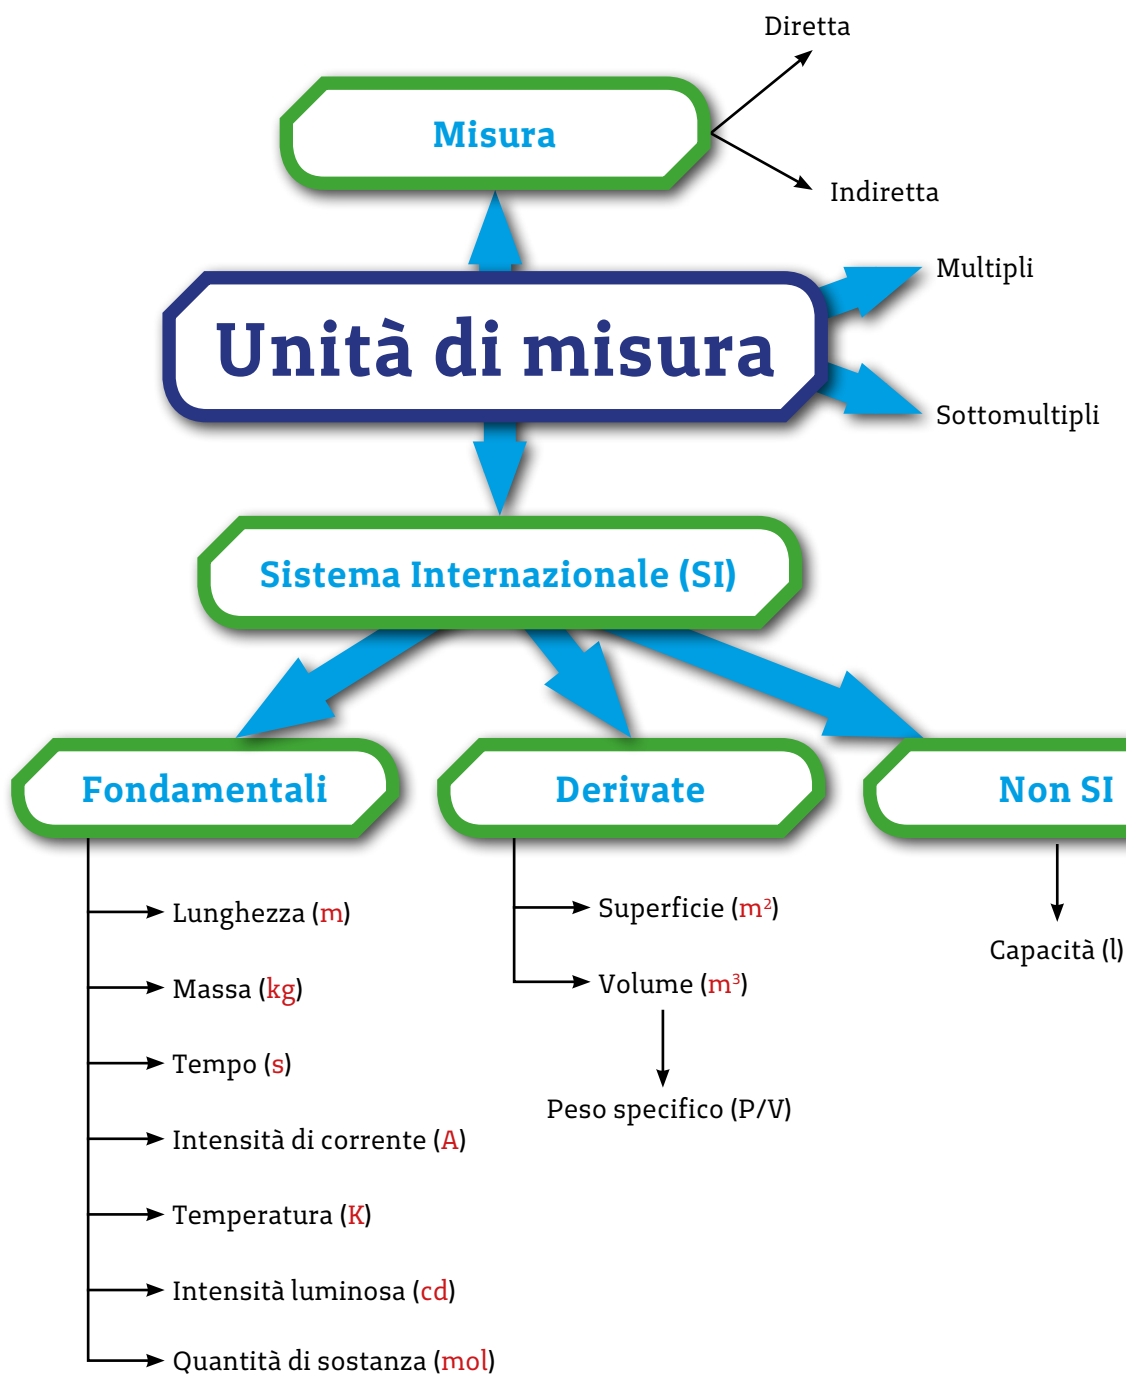 Diretta
Misura
Indiretta
Multipli
Unità di misura
Sottomultipli
Sistema Internazionale (SI)
Fondamentali
Derivate
Non SI
Lunghezza (m)
Massa (kg)
Tempo (s)
Intensità di corrente (A)
Temperatura (K)
Intensità luminosa (cd)
Quantità di sostanza (mol)
Superficie (m²)
Volume (m³)
Peso specifico (P/V)
Capacità (l)